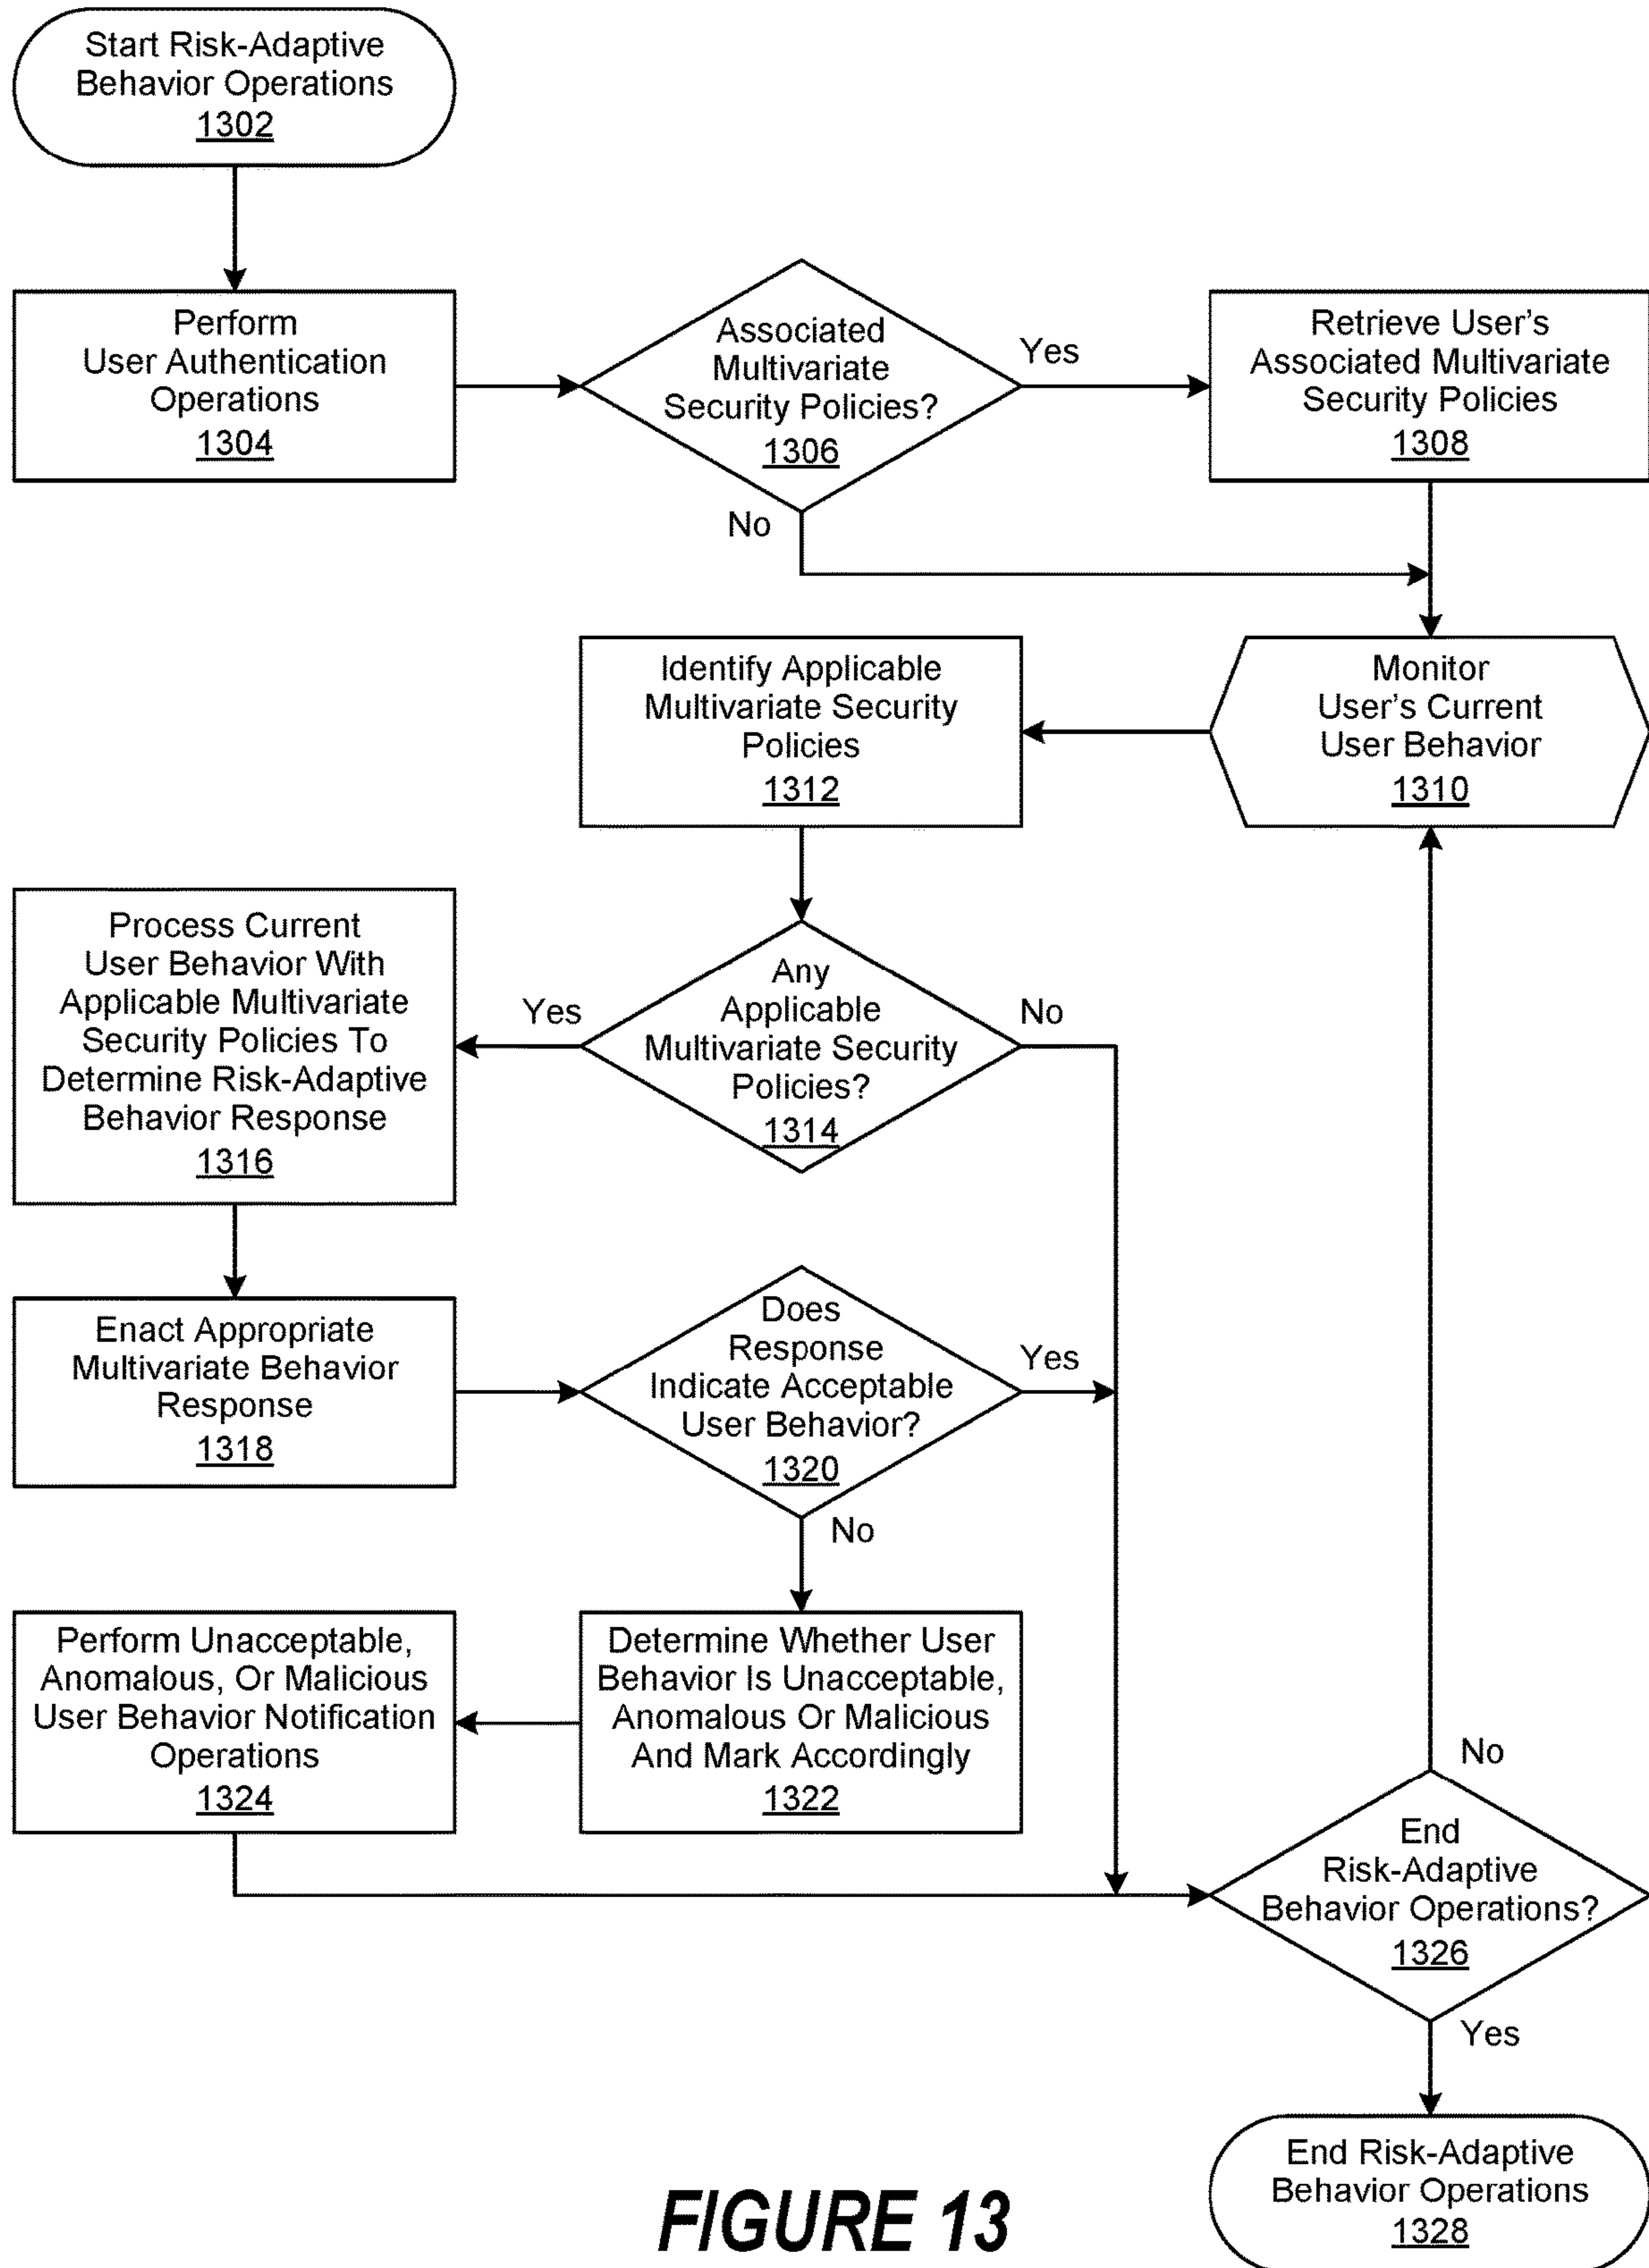 Start Risk-Adaptive
Behavior Operations
1302
Perform
User Authentication
Operations
1304
Associated
Multivariate
Security Policies?
1306
Yes
No
Retrieve User's
Associated Multivariate
Security Policies
1308
Monitor
User's Current
User Behavior
1310
Identify Applicable
Multivariate Security
Policies
1312
Any
Applicable
Multivariate Security
Policies?
1314
Yes
No
Process Current
User Behavior With
Applicable Multivariate
Security Policies To
Determine Risk-Adaptive
Behavior Response
1316
Enact Appropriate
Multivariate Behavior
Response
1318
Does
Response
Indicate Acceptable
User Behavior?
1320
Yes
No
Determine Whether User
Behavior Is Unacceptable,
Anomalous Or Malicious
And Mark Accordingly
1322
Perform Unacceptable,
Anomalous, Or Malicious
User Behavior Notification
Operations
1324
End
Risk-Adaptive
Behavior Operations?
1326
No
Yes
End Risk-Adaptive
Behavior Operations
1328
FIGURE 13